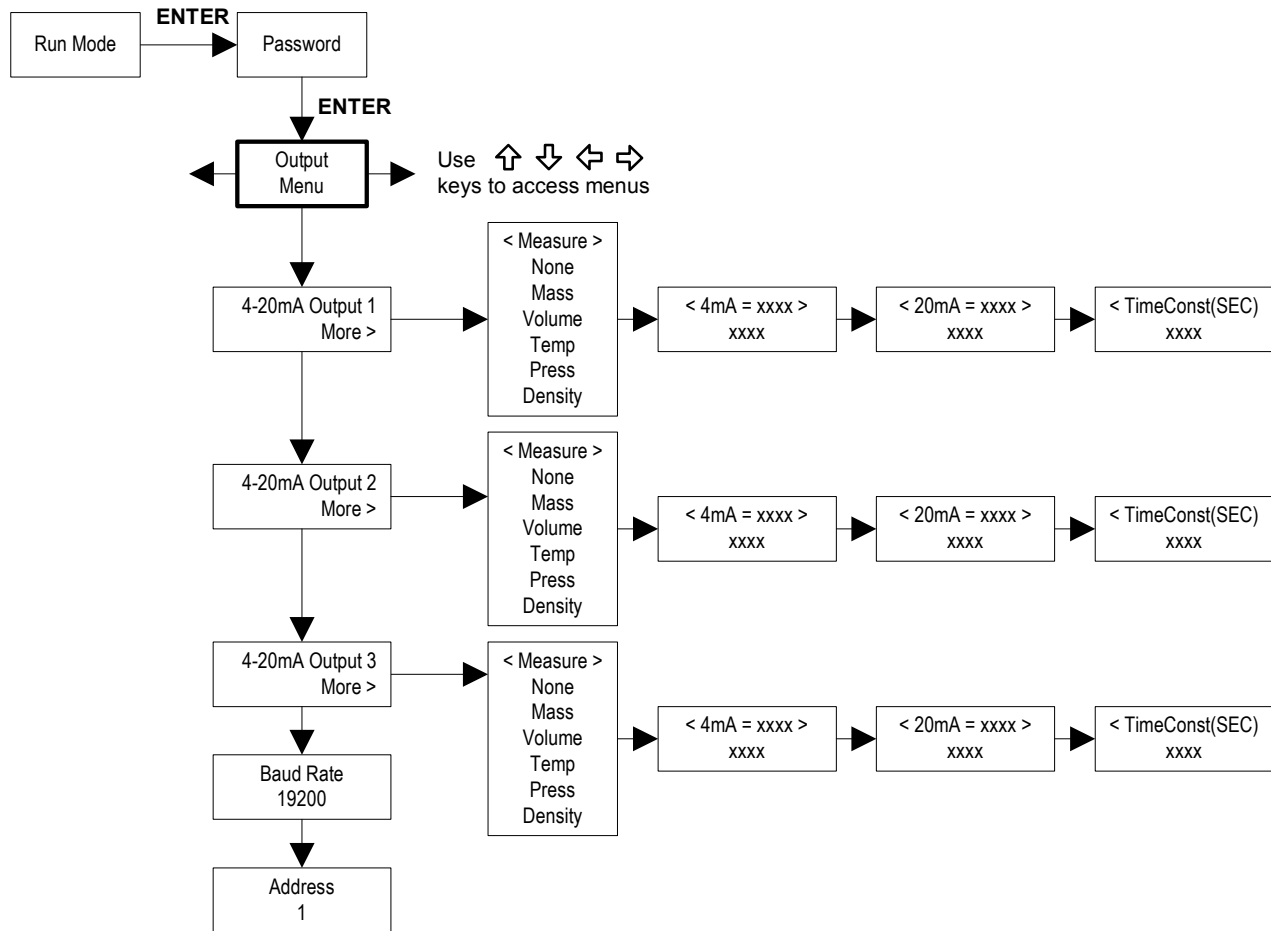 ENTER
Run Mode
Password
ENTER
Output
Menu
Use
keys to access menus
4-20mA Output 1
More >
< Measure >
None
Mass
Volume
Temp
Press
Density
< 4mA = xxxx >
xxxx
< 20mA = xxxx >
xxxx
< TimeConst(SEC)
xxxx
4-20mA Output 2
More >
< Measure >
None
Mass
Volume
Temp
Press
Density
< 4mA = xxxx >
xxxx
< 20mA = xxxx >
xxxx
< TimeConst(SEC)
xxxx
4-20mA Output 3
More >
< Measure >
None
Mass
Volume
Temp
Press
Density
< 4mA = xxxx >
xxxx
< 20mA = xxxx >
xxxx
< TimeConst(SEC)
xxxx
Baud Rate
19200
Address
1